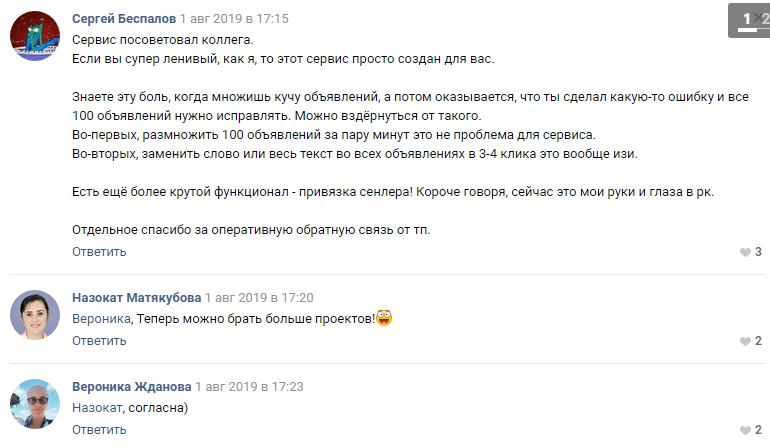 Сергей Беспалов 1 авг 2019 в 17:15
1×2
Сервис посоветовал коллега.
Если вы супер ленивый, как я, то этот сервис просто создан для вас.
Знаете эту боль, когда множишь кучу объявлений, а потом оказывается, что ты сделал какую-то ошибку и все
100 объявлений нужно исправлять. Можно вздёрнуться от такого.
Во-первых, размножить 100 объявлений за пару минут это не проблема для сервиса.
Во-вторых, заменить слово или весь текст во всех объявлениях в 3-4 клика это вообще изи.
Есть ещё более крутой функционал - привязка сенлера! Короче говоря, сейчас это мои руки и глаза в рк.
Отдельное спасибо за оперативную обратную связь от тп.
Ответить 3
Назокат Матякубова 1 авг 2019 в 17:20
Вероника, Теперь можно брать больше проектов!
Ответить 2
Вероника Жданова 1 авг 2019 в 17:23
Назокат, согласна)
Ответить 2